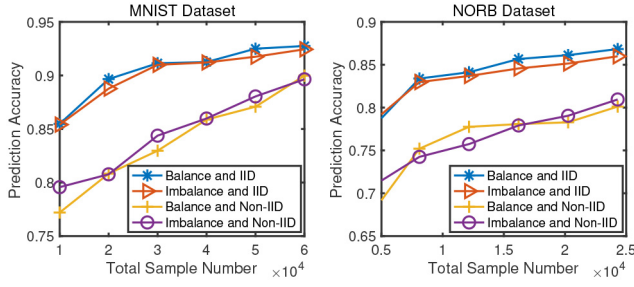 MNIST Dataset
0.95
0.9
0.85
0.8
0.75
Prediction Accuracy
Balance and IID
Imbalance and IID
Balance and Non-IID
Imbalance and Non-IID
1 2 3 4 5 6
Total Sample Number
×10⁴
NORB Dataset
0.9
0.85
0.8
0.75
0.7
0.65
Prediction Accuracy
Balance and IID
Imbalance and IID
Balance and Non-IID
Imbalance and Non-IID
0.5 1 1.5 2 2.5
Total Sample Number
×10⁴